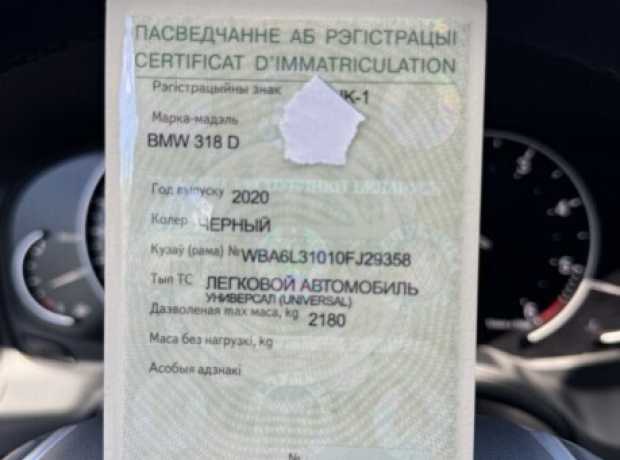 ПАСВЕДЧАННЕ АБ РЭГІСТРАЦЫІ
CERTIFICAT D'IMMATRICULATION
Рэгістрацыйны знак K-1
Марка-мадэль
BMW 318 D
Год выпуску 2020
Колер ЧЕРНЫЙ
Кузаў (рама) № WBA6L31010FJ29358
Тып ТС ЛЕГКОВОЙ АВТОМОБИЛЬ
УНИВЕРСАЛ (UNIVERSAL)
Дазволеная max маса, kg 2180
Маса без нагрузкі, kg
Асобыя адзнакі
№